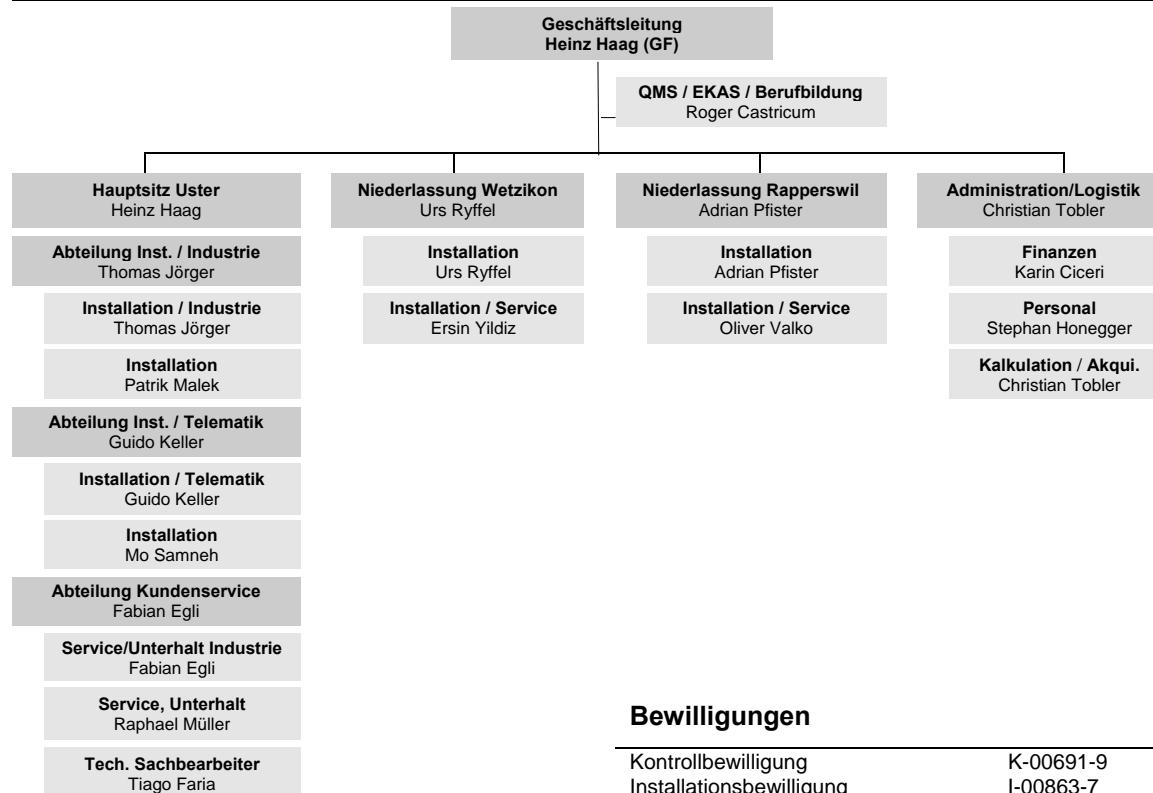 Geschäftsleitung
Heinz Haag (GF)
QMS / EKAS / Berufbildung
Roger Castricum
Hauptsitz Uster
Heinz Haag
Abteilung Inst. / Industrie
Thomas Jörger
Installation / Industrie
Thomas Jörger
Installation
Patrik Malek
Abteilung Inst. / Telematik
Guido Keller
Installation / Telematik
Guido Keller
Installation
Mo Samneh
Abteilung Kundenservice
Fabian Egli
Service/Unterhalt Industrie
Fabian Egli
Service, Unterhalt
Raphael Müller
Tech. Sachbearbeiter
Tiago Faria
Niederlassung Wetzikon
Urs Ryffel
Installation
Urs Ryffel
Installation / Service
Ersin Yildiz
Niederlassung Rapperswil
Adrian Pfister
Installation
Adrian Pfister
Installation / Service
Oliver Valko
Administration/Logistik
Christian Tobler
Finanzen
Karin Ciceri
Personal
Stephan Honegger
Kalkulation / Akqui.
Christian Tobler
Bewilligungen
Kontrollbewilligung K-00691-9
Installationsbewilligung I-00863-7